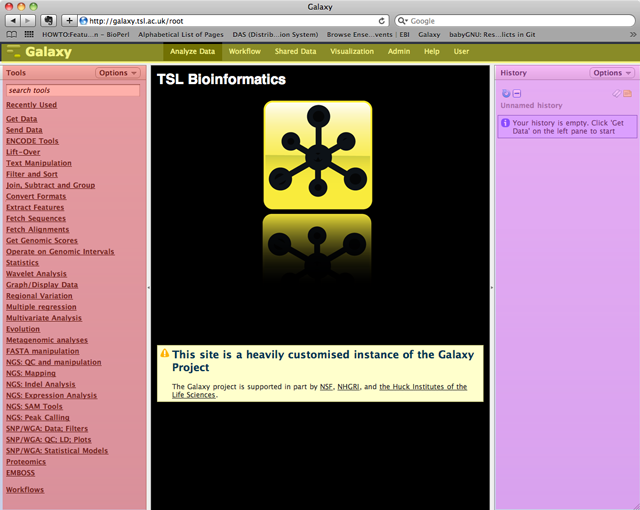 Galaxy
http://galaxy.tsl.ac.uk/root
Google
HOWTO:Featu...n - BioPerl Alphabetical List of Pages DAS (Distrib...ion System) Browse Ense...vents | EBI Galaxy babyGNU: Res...licts in Git
Galaxy
Analyze Data Workflow Shared Data Visualization Admin Help User
Tools Options
search tools
Recently Used
Get Data
Send Data
ENCODE Tools
Lift-Over
Text Manipulation
Filter and Sort
Join, Subtract and Group
Convert Formats
Extract Features
Fetch Sequences
Fetch Alignments
Get Genomic Scores
Operate on Genomic Intervals
Statistics
Wavelet Analysis
Graph/Display Data
Regional Variation
Multiple regression
Multivariate Analysis
Evolution
Metagenomic analyses
FASTA manipulation
NGS: QC and manipulation
NGS: Mapping
NGS: Indel Analysis
NGS: Expression Analysis
NGS: SAM Tools
NGS: Peak Calling
SNP/WGA: Data; Filters
SNP/WGA: QC; LD; Plots
SNP/WGA: Statistical Models
Proteomics
EMBOSS
Workflows
TSL Bioinformatics
This site is a heavily customised instance of the Galaxy
Project
The Galaxy project is supported in part by NSF, NHGRI, and the Huck Institutes of the
Life Sciences.
History Options
Unnamed history
Your history is empty. Click 'Get
Data' on the left pane to start